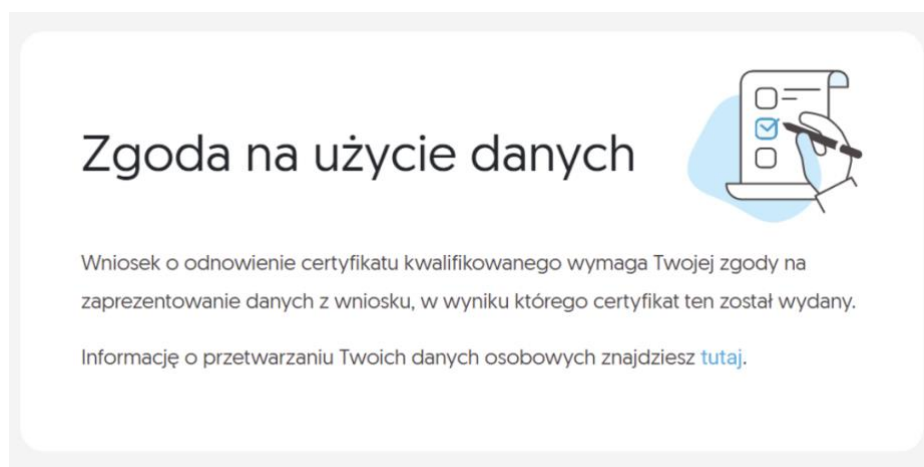 Zgoda na użycie danych
Wniosek o odnowienie certyfikatu kwalifikowanego wymaga Twojej zgody na
zaprezentowanie danych z wniosku, w wyniku którego certyfikat ten został wydany.
Informację o przetwarzaniu Twoich danych osobowych znajdziesz tutaj.